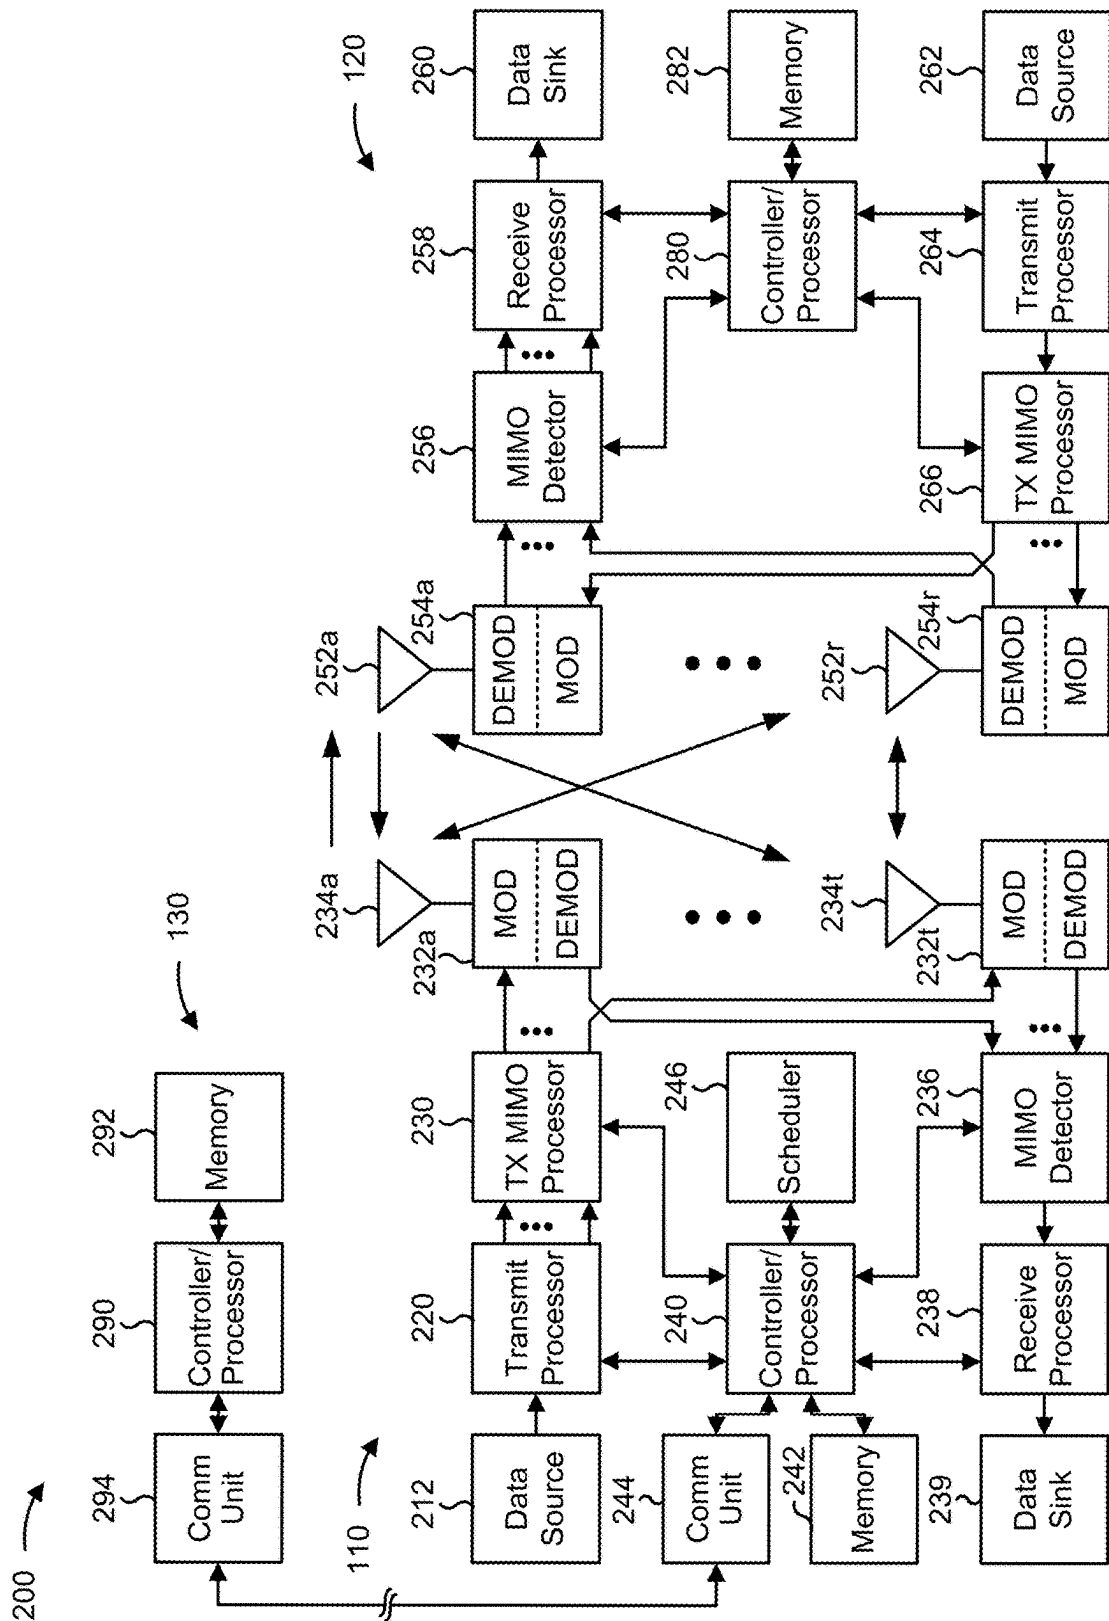 200
130
294
290
292
Comm
Unit
Controller/
Processor
Memory
110
120
212
220
230
232a
234a
252a
254a
256
258
260
Data
Source
Transmit
Processor
•••
TX MIMO
Processor
•••
MOD
DEMOD
DEMOD
MOD
•••
MIMO
Detector
•••
Receive
Processor
Data
Sink
244
Comm
Unit
242
Memory
240
Controller/
Processor
246
Scheduler
•••
•••
280
Controller/
Processor
282
Memory
239
238
236
232t
234t
252r
254r
266
264
262
Data
Sink
Receive
Processor
MIMO
Detector
•••
MOD
DEMOD
DEMOD
MOD
•••
TX MIMO
Processor
Transmit
Processor
Data
Source